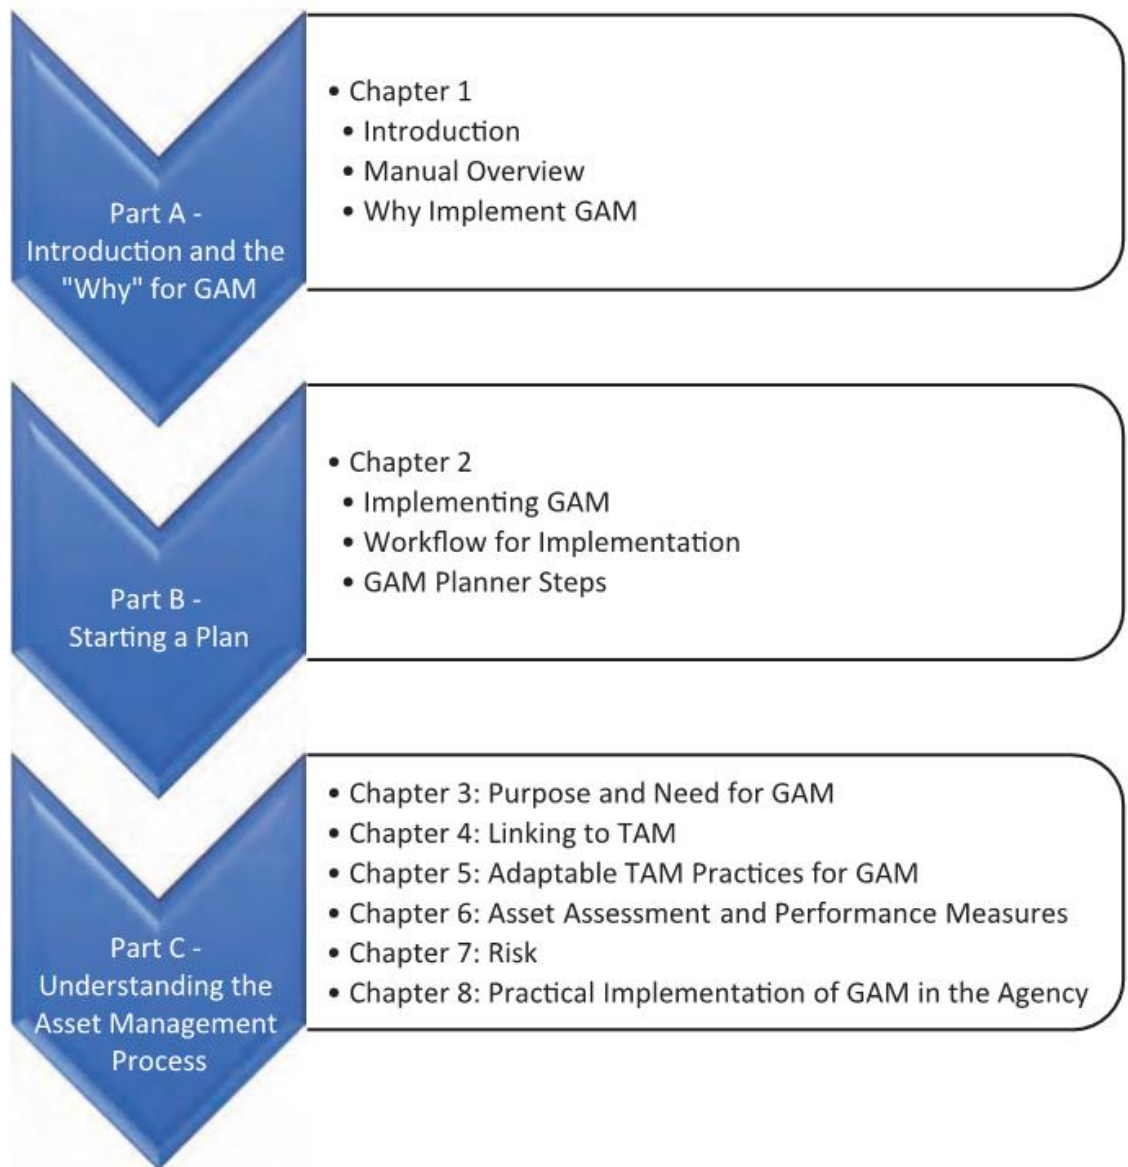 Part A -
Introduction and the
"Why" for GAM
• Chapter 1
• Introduction
• Manual Overview
• Why Implement GAM
Part B -
Starting a Plan
• Chapter 2
• Implementing GAM
• Workflow for Implementation
• GAM Planner Steps
Part C -
Understanding the
Asset Management
Process
• Chapter 3: Purpose and Need for GAM
• Chapter 4: Linking to TAM
• Chapter 5: Adaptable TAM Practices for GAM
• Chapter 6: Asset Assessment and Performance Measures
• Chapter 7: Risk
• Chapter 8: Practical Implementation of GAM in the Agency